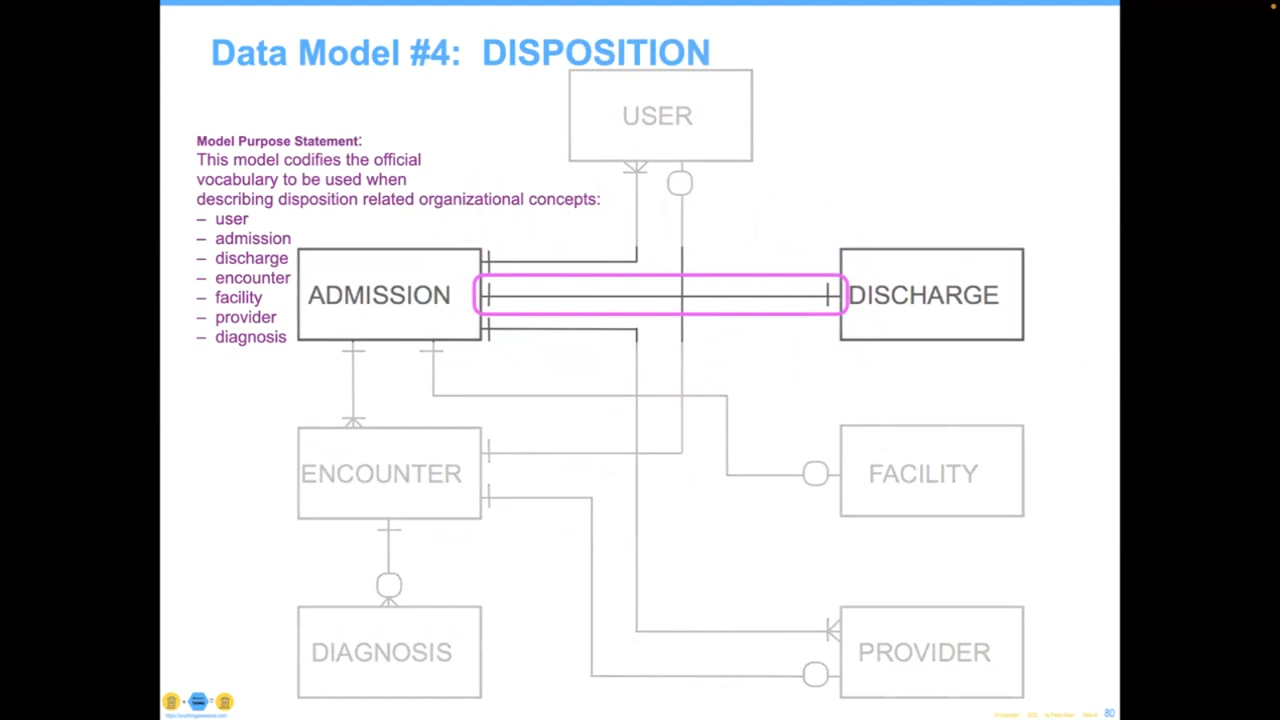 Data Model #4: DISPOSITION
USER
Model Purpose Statement:
This model codifies the official
vocabulary to be used when
describing disposition related organizational concepts:
– user
– admission
– discharge
– encounter
– facility
– provider
– diagnosis
ADMISSION
DISCHARGE
ENCOUNTER
FACILITY
DIAGNOSIS
PROVIDER
80